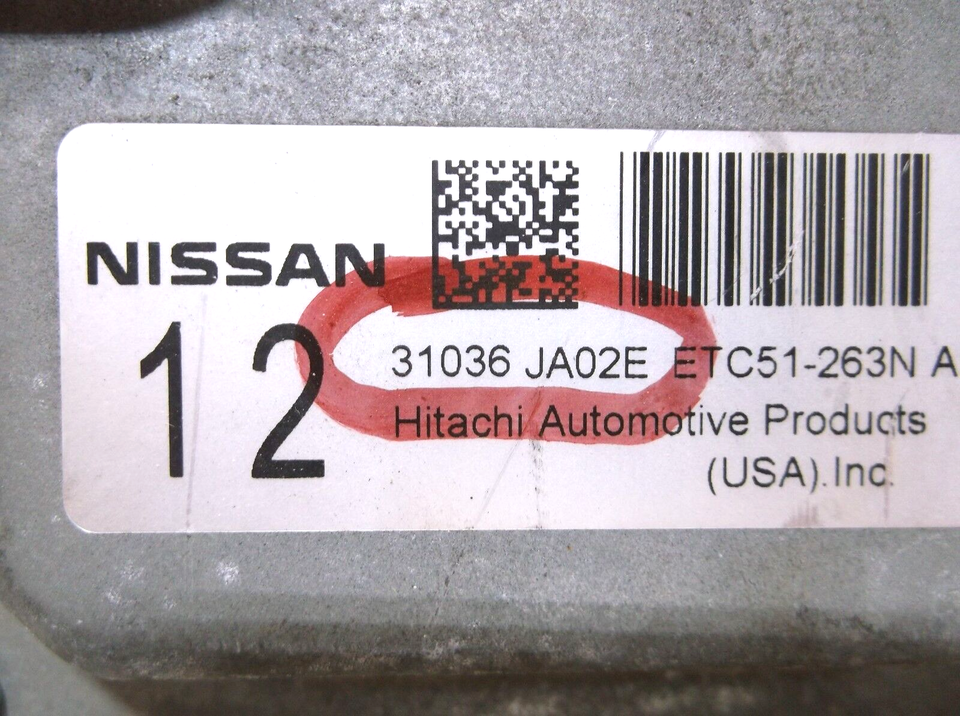 NISSAN
12
31036 JA02E ETC51-263N A
Hitachi Automotive Products
(USA).Inc.